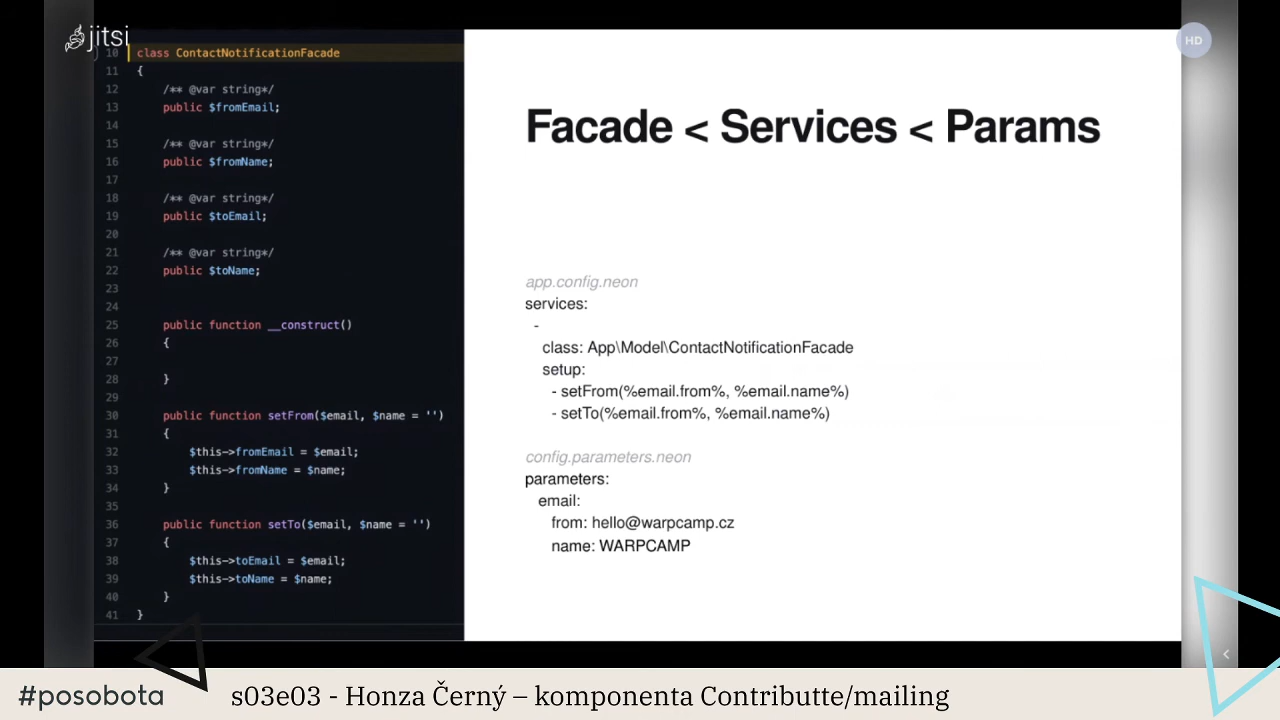 jitsi
HD
10 class ContactNotificationFacade
11 {
12 /** @var string*/
13 public $fromEmail;
14
15 /** @var string*/
16 public $fromName;
17
18 /** @var string*/
19 public $toEmail;
20
21 /** @var string*/
22 public $toName;
23
24
25 public function __construct()
26 {
27
28 }
29
30 public function setFrom($email, $name = '')
31 {
32 $this->fromEmail = $email;
33 $this->fromName = $name;
34 }
35
36 public function setTo($email, $name = '')
37 {
38 $this->toEmail = $email;
39 $this->toName = $name;
40 }
41 }
Facade < Services < Params
app.config.neon
services:
-
class: App\Model\ContactNotificationFacade
setup:
- setFrom(%email.from%, %email.name%)
- setTo(%email.from%, %email.name%)
config.parameters.neon
parameters:
email:
from: hello@warpcamp.cz
name: WARPCAMP
#posobota
s03e03 - Honza Černý – komponenta Contributte/mailing